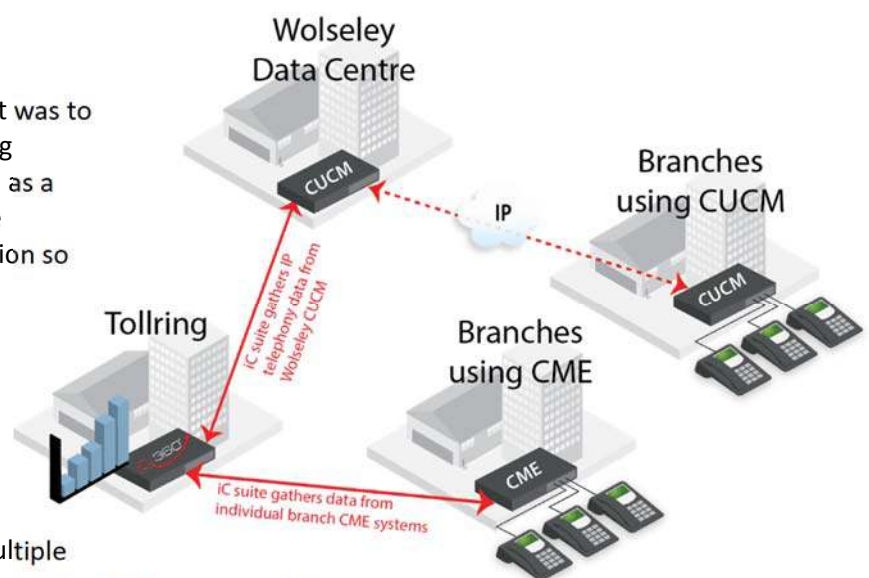 Wolseley
Data Centre
t was to
g
as a
ion so
CUCM
IP
Branches
using CUCM
CUCM
iC suite gathers IP
telephony data from
Wolseley CUCM
Tollring
Branches
using CME
360°
CME
iC suite gathers data from
individual branch CME systems
ultiple